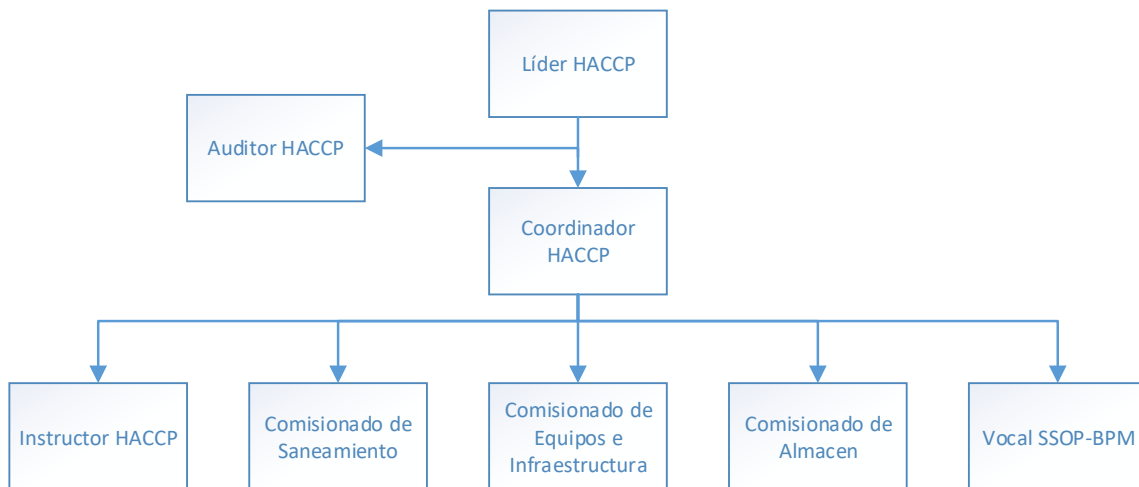 Líder HACCP
Auditor HACCP
Coordinador
HACCP
Instructor HACCP
Comisionado de
Saneamiento
Comisionado de
Equipos e
Infraestructura
Comisionado de
Almacen
Vocal SSOP-BPM